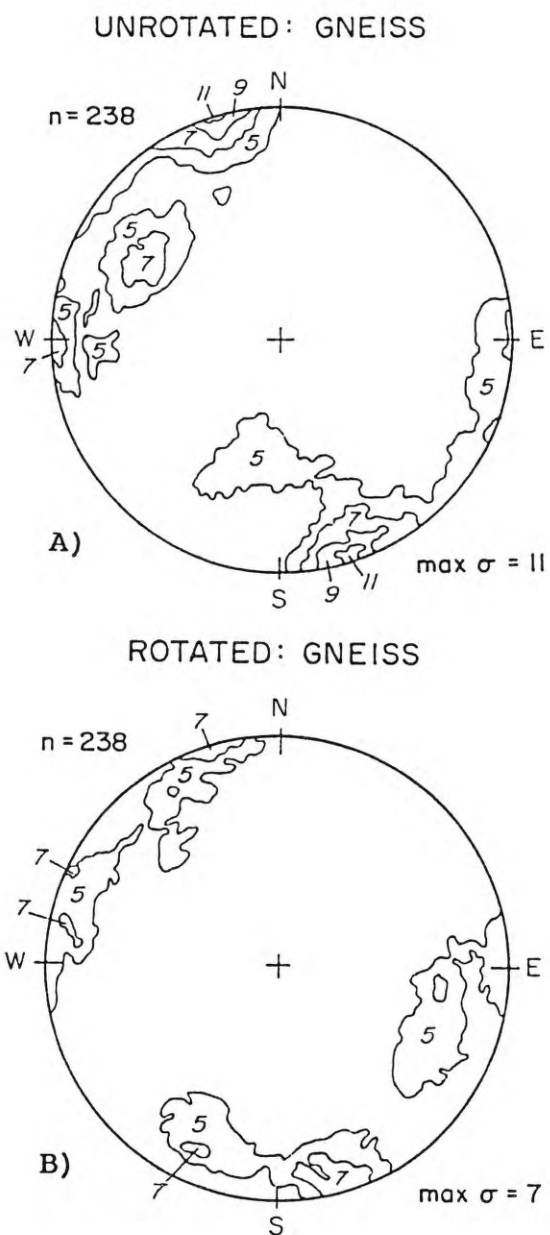 UNROTATED: GNEISS
11 9 N
n=238
7 5
5
7
5
W E
7 5 5
5
7
A)
max σ = 11
9 11
S
ROTATED: GNEISS
7 N
n=238
5
7
5
7
W E
5
5
B)
7 7
max σ = 7
S